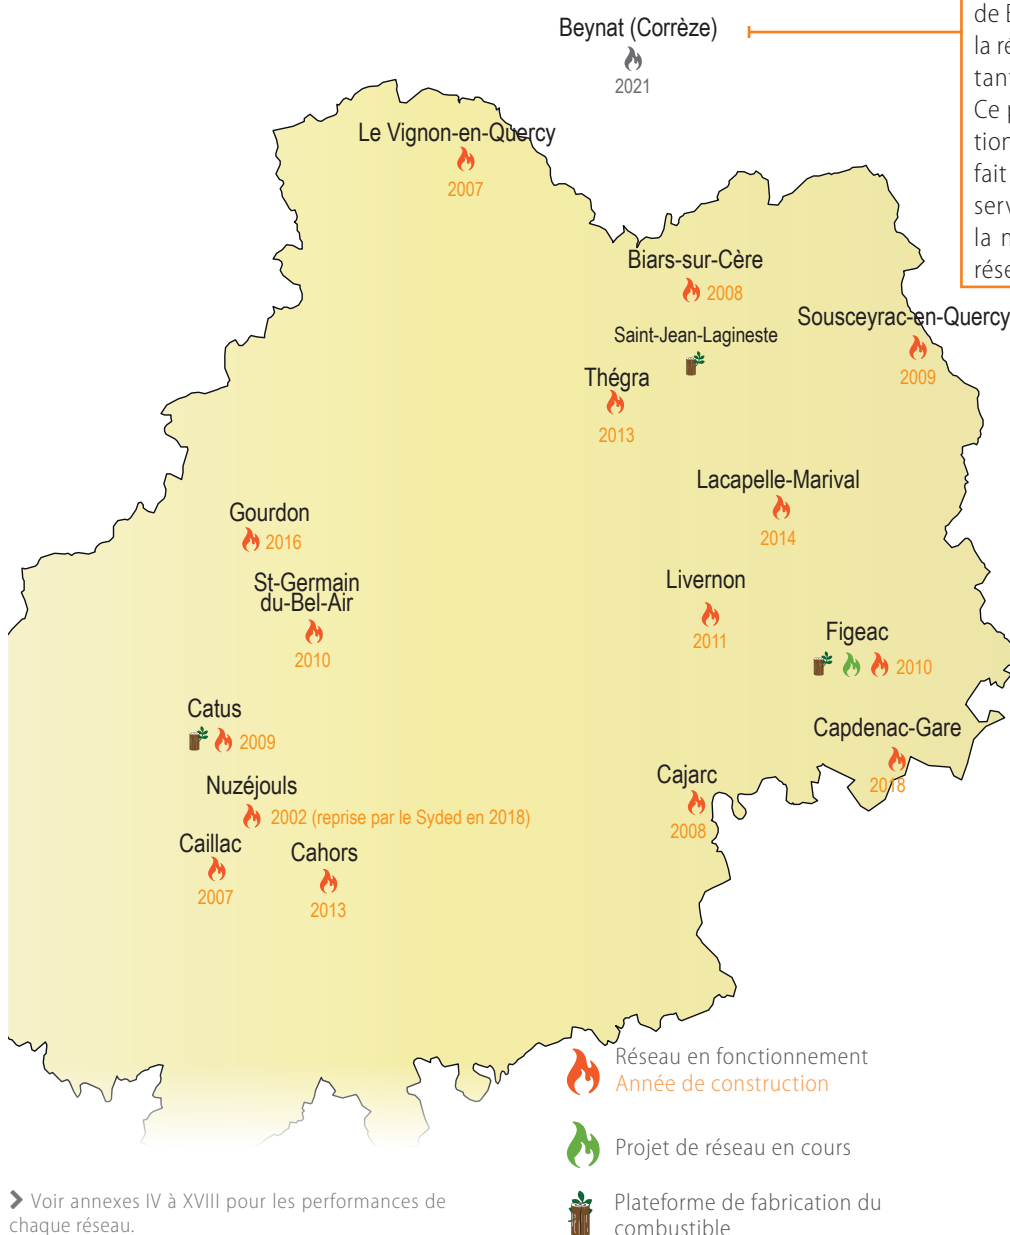 Beynat (Corrèze)
2021
de
la ré
tant
Ce p
tion
fait
serv
la m
rése
Le Vignon-en-Quercy
2007
Biars-sur-Cère
2008
Saint-Jean-Lagineste
Sousceyrac-en-Quercy
2009
Thégra
2013
Lacapelle-Marival
2014
Gourdon
2016
St-Germain
du-Bel-Air
2010
Livernon
2011
Figeac
2010
Catus
2009
Capdenac-Gare
2018
Nuzéjouls
2002 (reprise par le Syded en 2018)
Cajarc
2008
Caillac
2007
Cahors
2013
Réseau en fonctionnement
Année de construction
Projet de réseau en cours
Plateforme de fabrication du
combustible
Voir annexes IV à XVIII pour les performances de
chaque réseau.